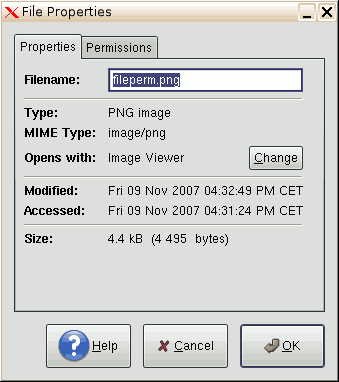 File Properties
Properties
Permissions
Filename: fileperm.png
Type: PNG image
MIME Type: image/png
Opens with: Image Viewer Change
Modified: Fri 09 Nov 2007 04:32:49 PM CET
Accessed: Fri 09 Nov 2007 04:31:24 PM CET
Size: 4.4 kB (4 495 bytes)
? Help Cancel OK